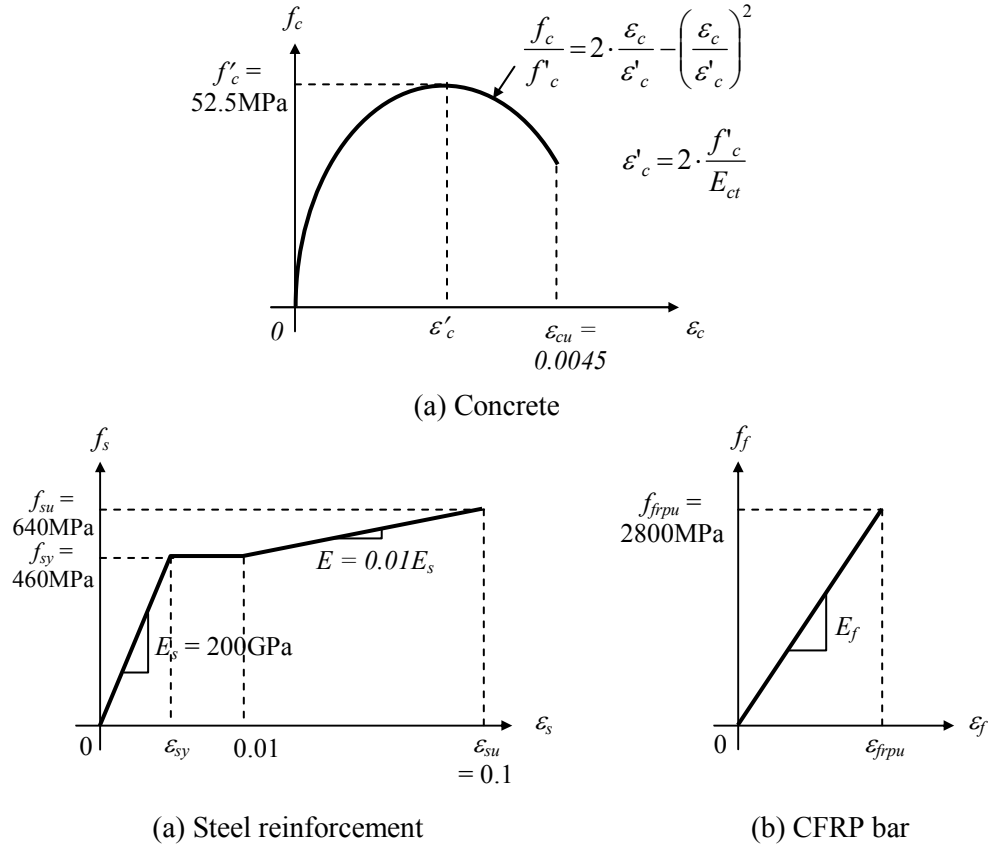 f_c
f_c / f'_c = 2 · ε_c / ε'_c − (ε_c / ε'_c)^2
f′_c =
52.5MPa
ε'_c = 2 · f'_c / E_ct
0
ε′_c
ε_cu =
0.0045
ε_c
(a) Concrete
f_s
f_su =
640MPa
f_sy =
460MPa
E = 0.01E_s
E_s = 200GPa
0
ε_sy
0.01
ε_su
= 0.1
ε_s
(a) Steel reinforcement
f_f
f_frpu =
2800MPa
E_f
0
ε_frpu
ε_f
(b) CFRP bar